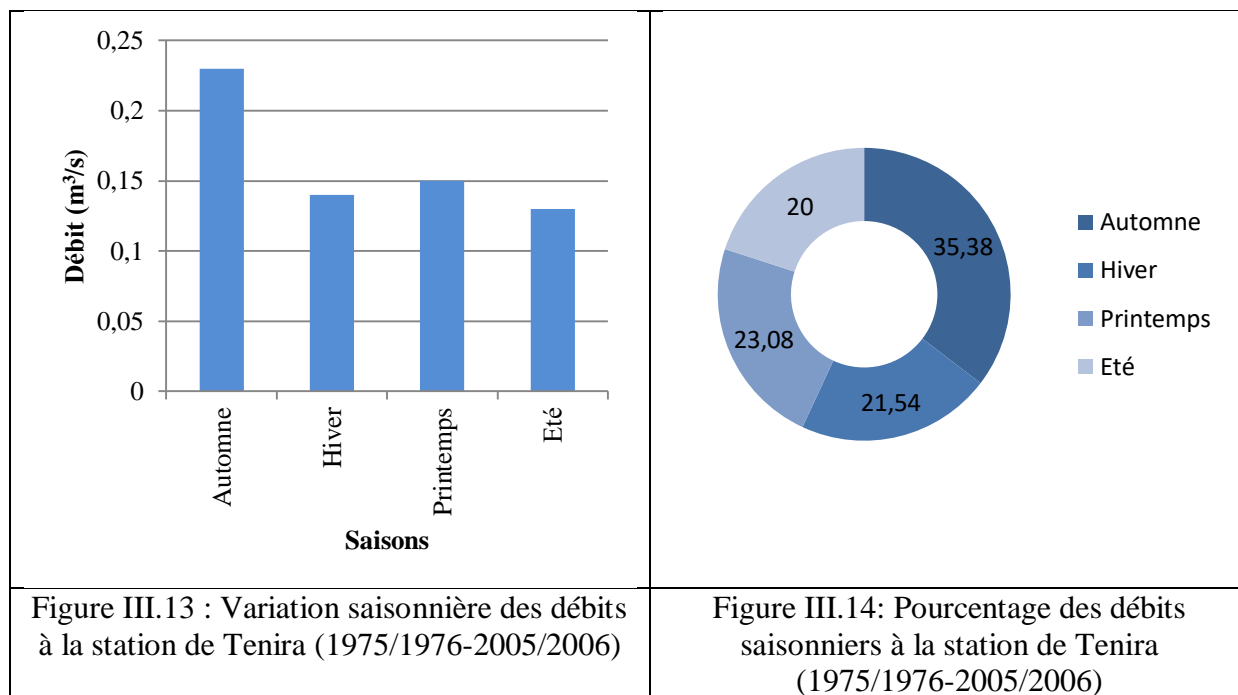 0,25
0,2
0,15
0,1
0,05
0
Débit (m³/s)
Automne
Hiver
Printemps
Eté
Saisons
35,38
21,54
23,08
20
Automne
Hiver
Printemps
Eté
Figure III.13 : Variation saisonnière des débits
à la station de Tenira (1975/1976-2005/2006)
Figure III.14: Pourcentage des débits
saisonniers à la station de Tenira
(1975/1976-2005/2006)